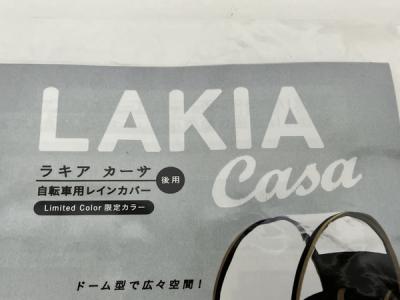 LAKIA
Casa
ラキア カーサ
自転車用レインカバー 後用
Limited Color 限定カラー
ドーム型で広々空間！